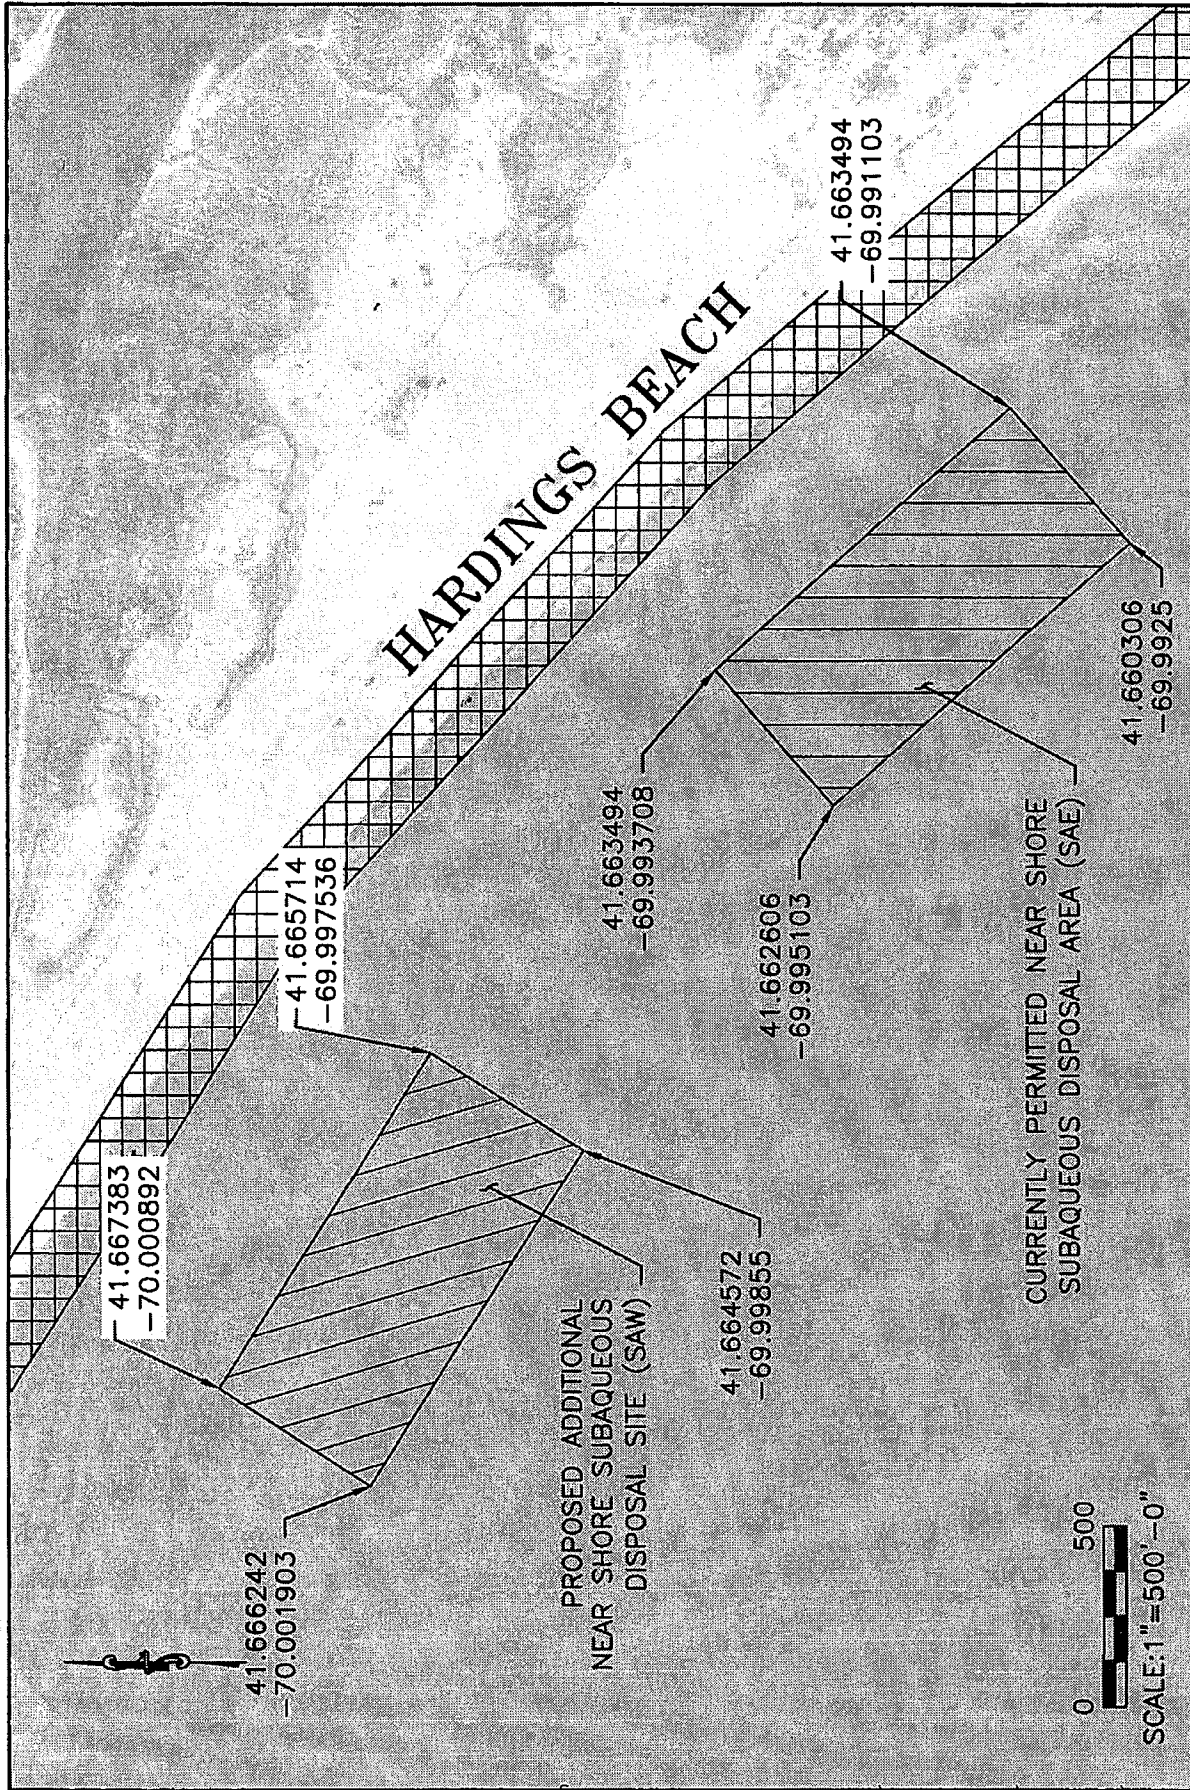 41.667383
-70.000892
41.666242
-70.001903
41.665714
-69.997536
HARDINGS BEACH
PROPOSED ADDITIONAL
NEAR SHORE SUBAQUEOUS
DISPOSAL SITE (SAW)
41.663494
-69.993708
41.664572
-69.99855
41.662606
-69.995103
41.663494
-69.991103
CURRENTLY PERMITTED NEAR SHORE
SUBAQUEOUS DISPOSAL AREA (SAE)
41.660306
-69.9925
0 500
SCALE:1"=500'-0"